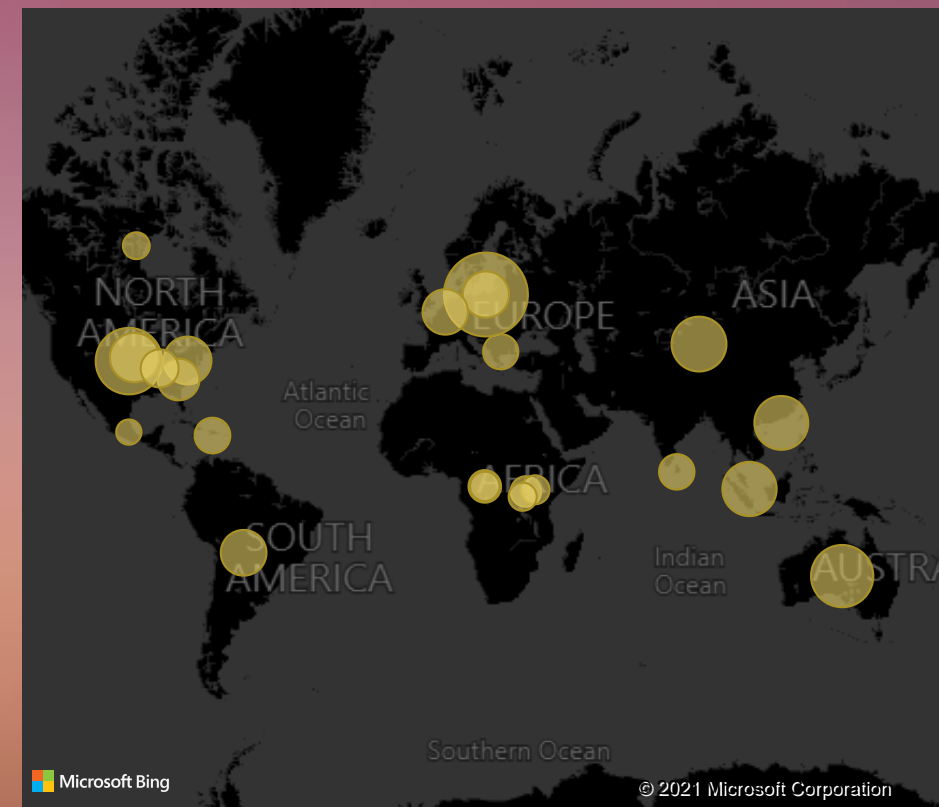 NORTH
AMERICA
EUROPE
ASIA
Atlantic
Ocean
AFRICA
SOUTH
AMERICA
Indian
Ocean
AUSTRA
Southern Ocean
Microsoft Bing
© 2021 Microsoft Corporation